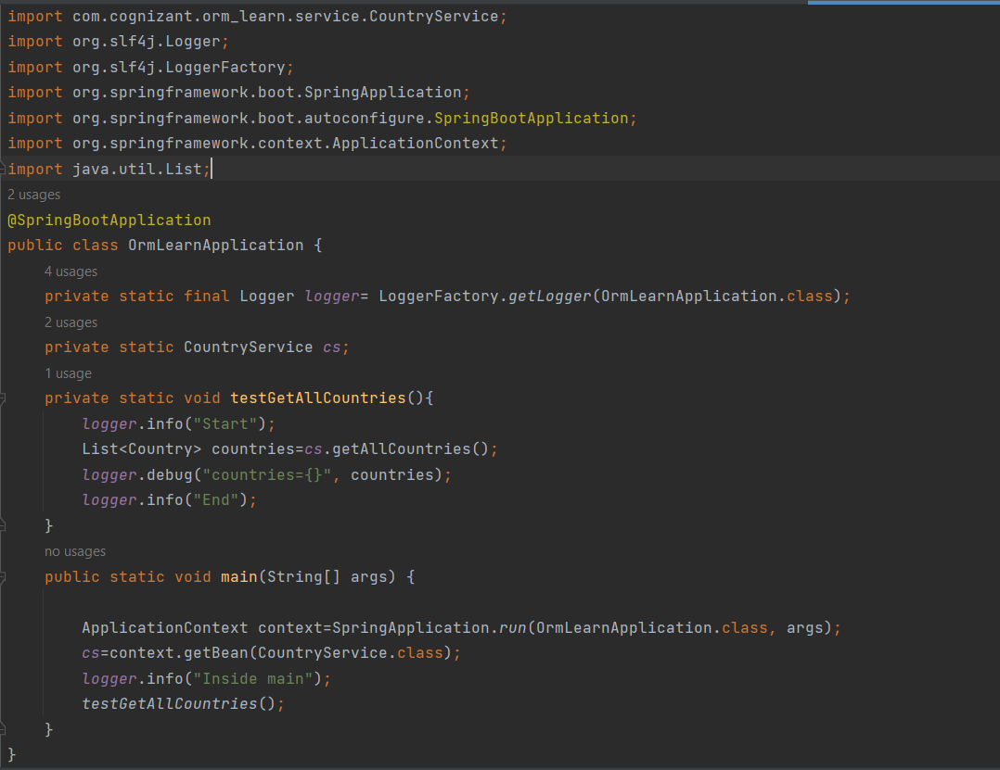 import com.cognizant.orm_learn.service.CountryService;
import org.slf4j.Logger;
import org.slf4j.LoggerFactory;
import org.springframework.boot.SpringApplication;
import org.springframework.boot.autoconfigure.SpringBootApplication;
import org.springframework.context.ApplicationContext;
import java.util.List;
2 usages
@SpringBootApplication
public class OrmLearnApplication {
    4 usages
    private static final Logger logger= LoggerFactory.getLogger(OrmLearnApplication.class);
    2 usages
    private static CountryService cs;
    1 usage
    private static void testGetAllCountries(){
        logger.info("Start");
        List<Country> countries=cs.getAllCountries();
        logger.debug("countries={}", countries);
        logger.info("End");
    }
    no usages
    public static void main(String[] args) {
        ApplicationContext context=SpringApplication.run(OrmLearnApplication.class, args);
        cs=context.getBean(CountryService.class);
        logger.info("Inside main");
        testGetAllCountries();
    }
}